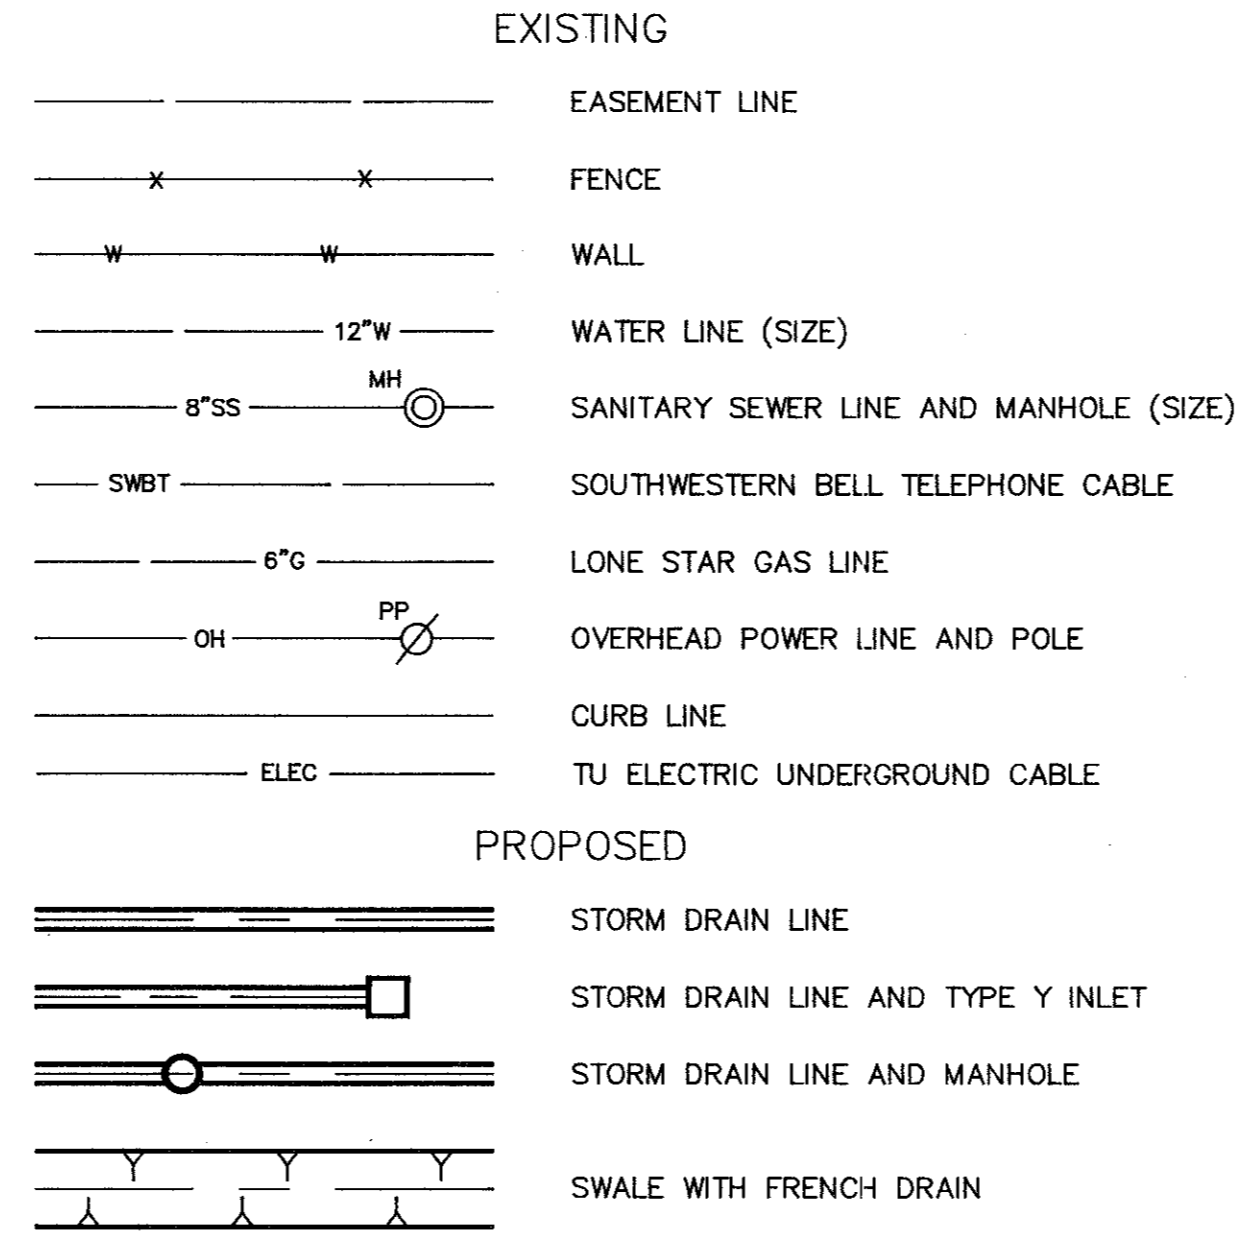 EXISTING
EASEMENT LINE
X X FENCE
W W WALL
12"W WATER LINE (SIZE)
MH
8"SS SANITARY SEWER LINE AND MANHOLE (SIZE)
SWBT SOUTHWESTERN BELL TELEPHONE CABLE
6"G LONE STAR GAS LINE
PP
OH OVERHEAD POWER LINE AND POLE
CURB LINE
ELEC TU ELECTRIC UNDERGROUND CABLE
PROPOSED
STORM DRAIN LINE
STORM DRAIN LINE AND TYPE Y INLET
STORM DRAIN LINE AND MANHOLE
SWALE WITH FRENCH DRAIN